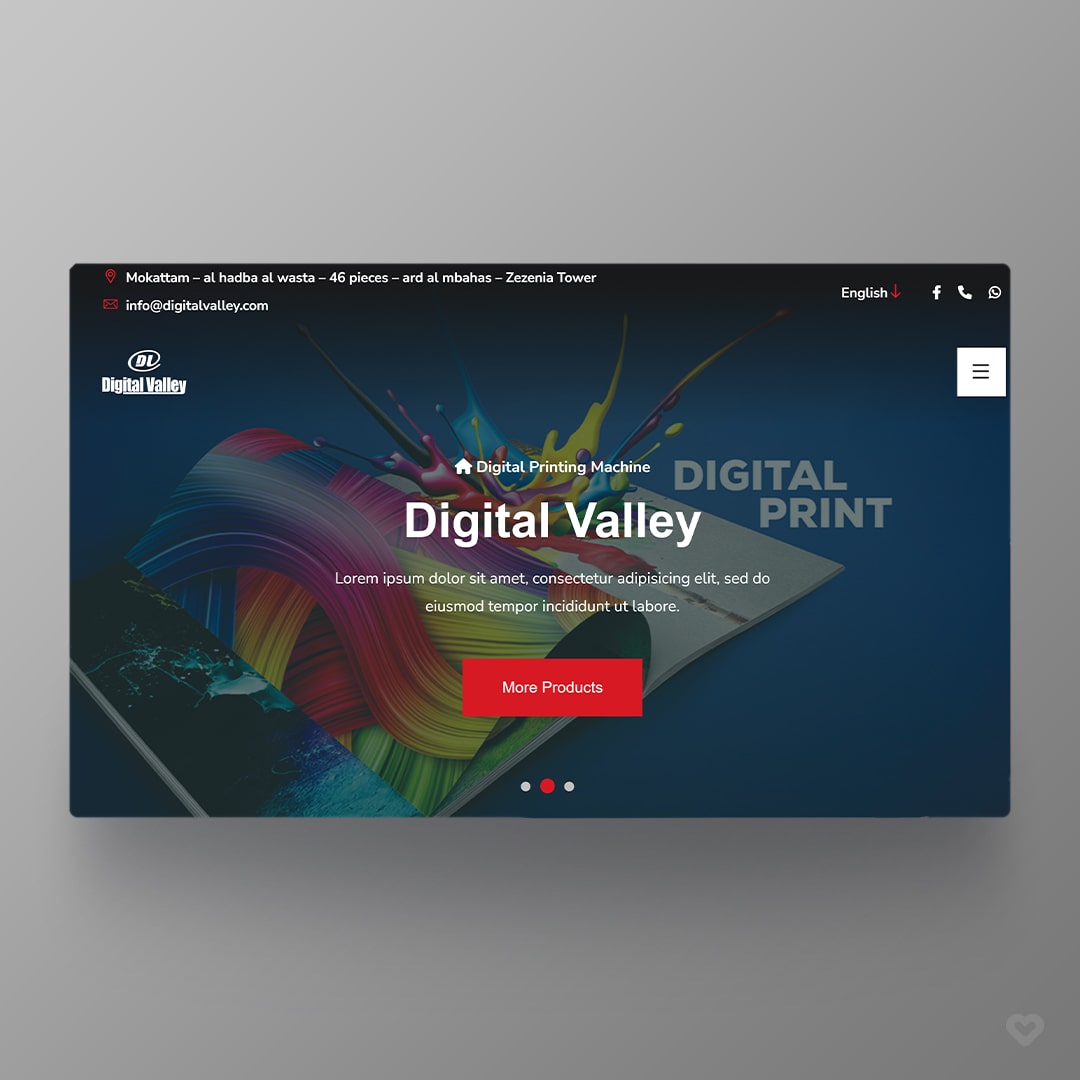 Mokattam – al hadba al wasta – 46 pieces – ard al mbahas – Zezenia Tower
info@digitalvalley.com
English
DL
Digital Valley
Digital Printing Machine
DIGITAL
PRINT
Digital Valley
Lorem ipsum dolor sit amet, consectetur adipisicing elit, sed do
eiusmod tempor incididunt ut labore.
More Products